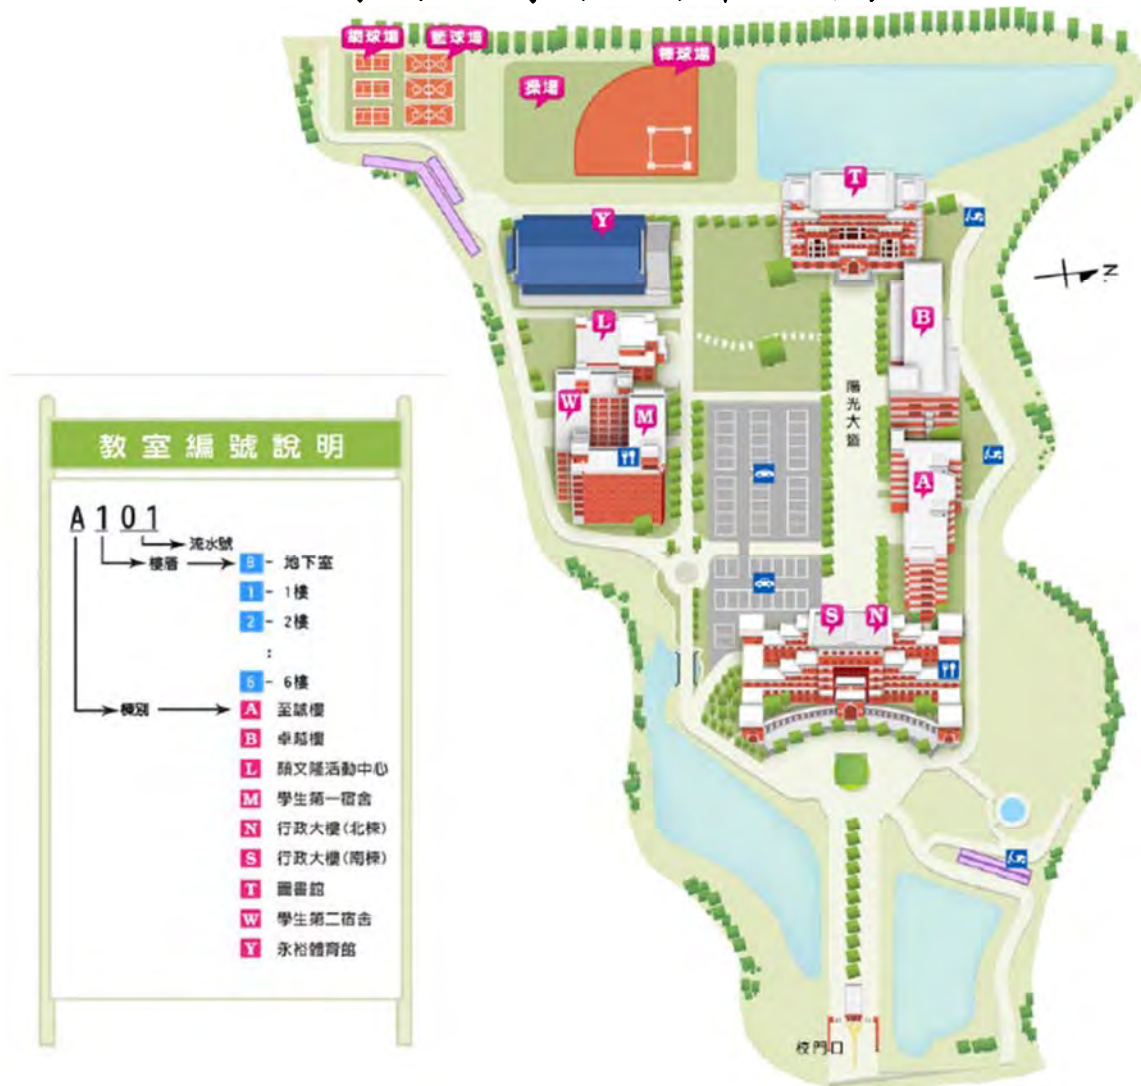 網球場
籃球場
棒球場
操場
T
Y
N
B
L
陽光大道
W
M
A
S
N
校門口
教室編號說明
A101
流水號
樓層
B - 地下室
1 - 1樓
2 - 2樓
:
6 - 6樓
棟別
A 至誠樓
B 卓越樓
L 顏文隆活動中心
M 學生第一宿舍
N 行政大樓(北棟)
S 行政大樓(南棟)
T 圖書館
W 學生第二宿舍
Y 永裕體育館